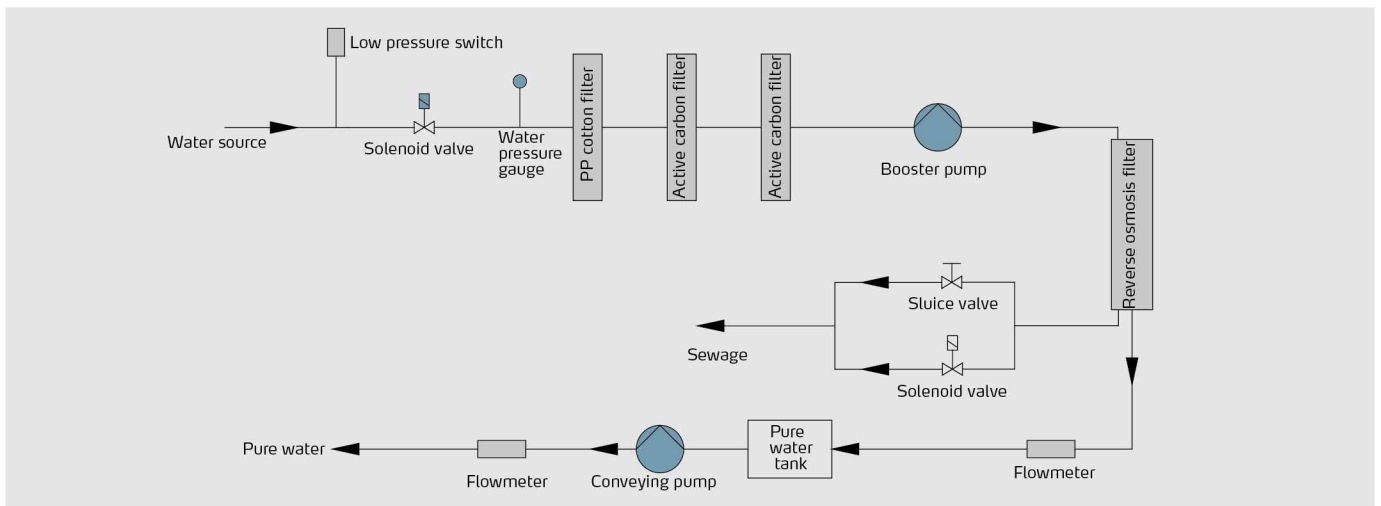 Low pressure switch
Water source
Solenoid valve
Water
pressure
gauge
PP cotton filter
Active carbon filter
Active carbon filter
Booster pump
Reverse osmosis filter
Sluice valve
Sewage
Solenoid valve
Pure water
Flowmeter
Conveying pump
Pure
water
tank
Flowmeter